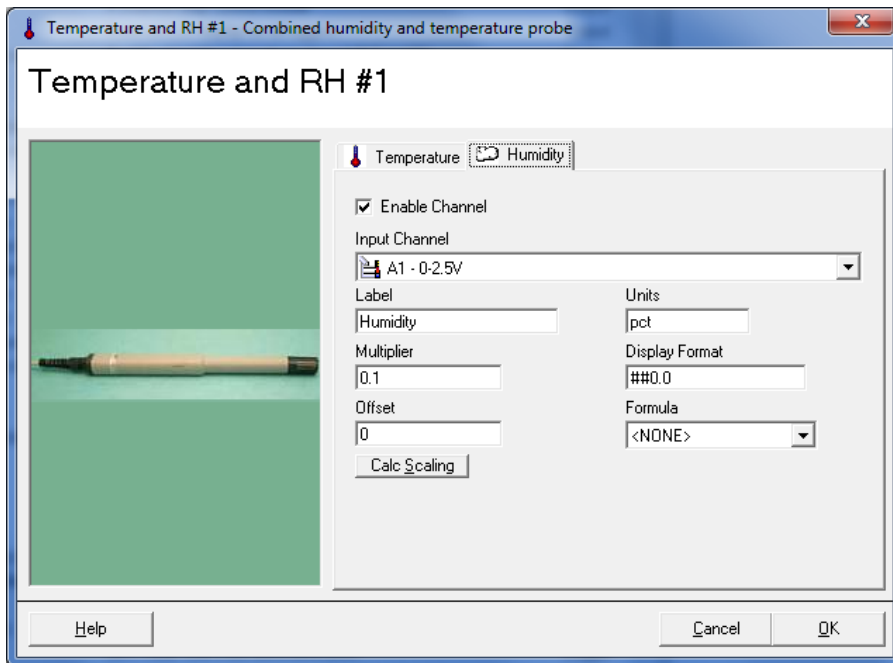 Temperature and RH #1 - Combined humidity and temperature probe
Temperature and RH #1
Temperature Humidity
Enable Channel
Input Channel
A1 - 0-2.5V
Label Units
Humidity pct
Multiplier Display Format
0.1 ##0.0
Offset Formula
0 <NONE>
Calc Scaling
Help Cancel OK